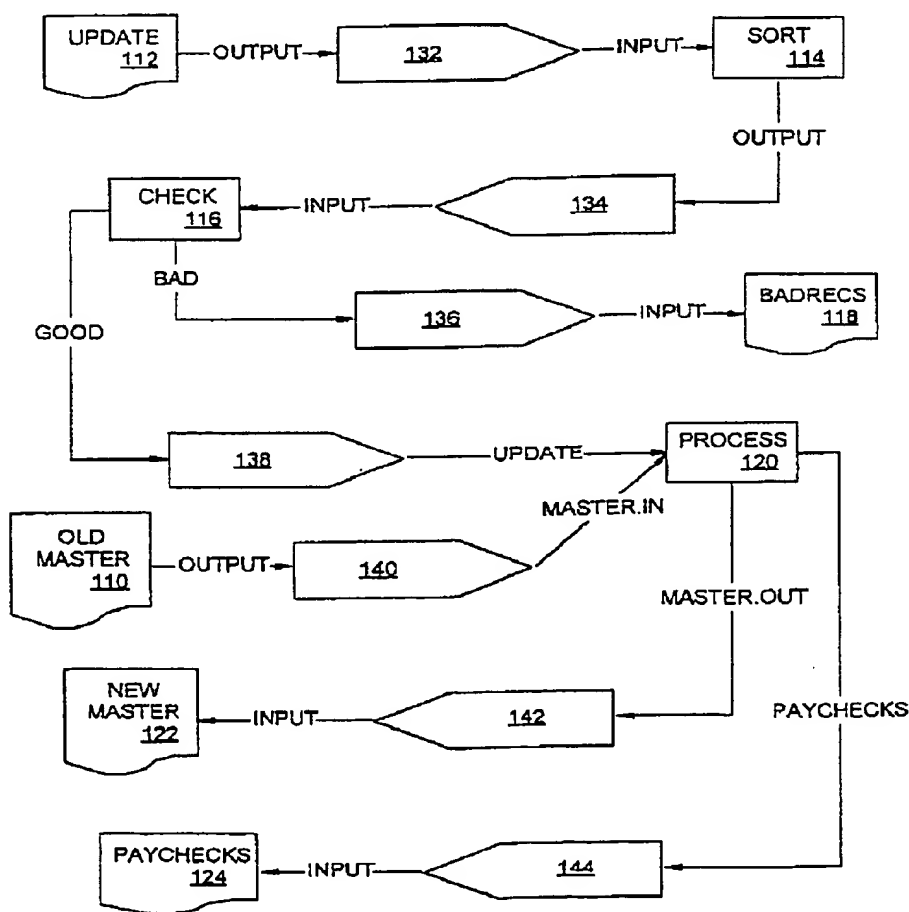 UPDATE
112
OUTPUT
132
INPUT
SORT
114
OUTPUT
CHECK
116
INPUT
134
BAD
GOOD
136
INPUT
BADRECS
118
138
UPDATE
PROCESS
120
MASTER.IN
OLD
MASTER
110
OUTPUT
140
MASTER.OUT
NEW
MASTER
122
INPUT
142
PAYCHECKS
PAYCHECKS
124
INPUT
144